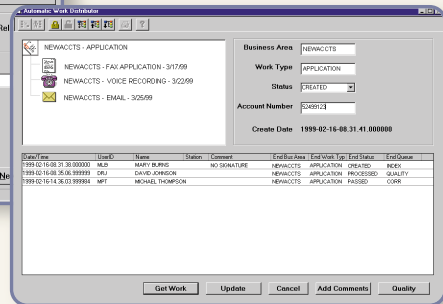 Automatic Work Distributor
Rel
NEWACCTS - APPLICATION
NEWACCTS - FAX APPLICATION - 3/17/99
NEWACCTS - VOICE RECORDING - 3/22/99
NEWACCTS - EMAIL - 3/25/99
Business Area NEWACCTS
Work Type APPLICATION
Status CREATED
Account Number 52499123
Create Date 1999-02-16-08.31.41.000000
Date/Time UserID Name Station Comment End Bus Area End Work Typ End Status End Queue
1999-02-16-08.31.38.000000 MLB MARY BURNS NO SIGNATURE NEWACCTS APPLICATION CREATED INDEX
1999-02-16-08.35.06.999999 DRJ DAVID JOHNSON NEWACCTS APPLICATION PROCESSED QUALITY
1999-02-16-14.36.03.999984 MPT MICHAEL THOMPSON NEWACCTS APPLICATION PASSED CORR
Ne
Get Work Update Cancel Add Comments Quality